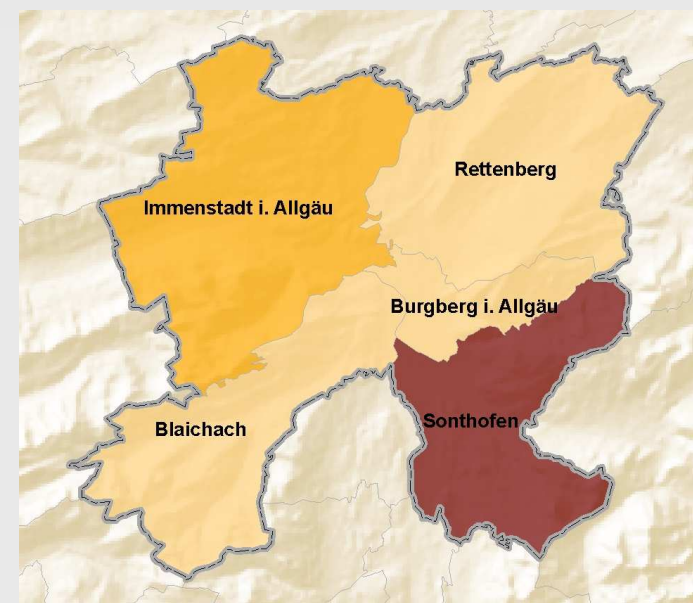 Rettenberg
Immenstadt i. Allgäu
Burgberg i. Allgäu
Sonthofen
Blaichach